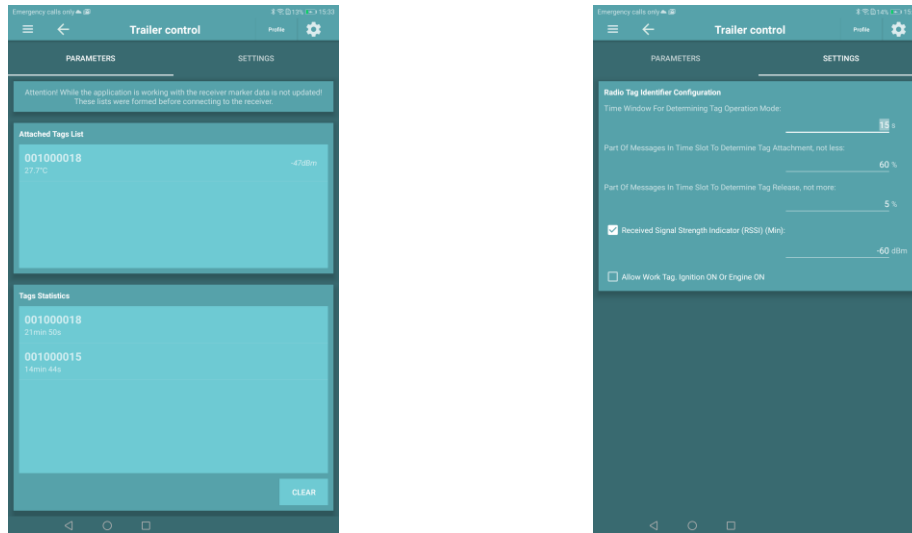 Emergency calls only
13% 15:33
Trailer control
Profile
PARAMETERS
SETTINGS
Attention! While the application is working with the receiver marker data is not updated!
These lists were formed before connecting to the receiver.
Attached Tags List
001000018
-47dBm
27.7°C
Tags Statistics
001000018
21min 50s
001000015
14min 44s
CLEAR
Emergency calls only
14% 15
Trailer control
Profile
PARAMETERS
SETTINGS
Radio Tag Identifier Configuration
Time Window For Determining Tag Operation Mode:
15 s
Part Of Messages In Time Slot To Determine Tag Attachment, not less:
60 %
Part Of Messages In Time Slot To Determine Tag Release, not more:
5 %
Received Signal Strength Indicator (RSSI) (Min):
-60 dBm
Allow Work Tag. Ignition ON Or Engine ON